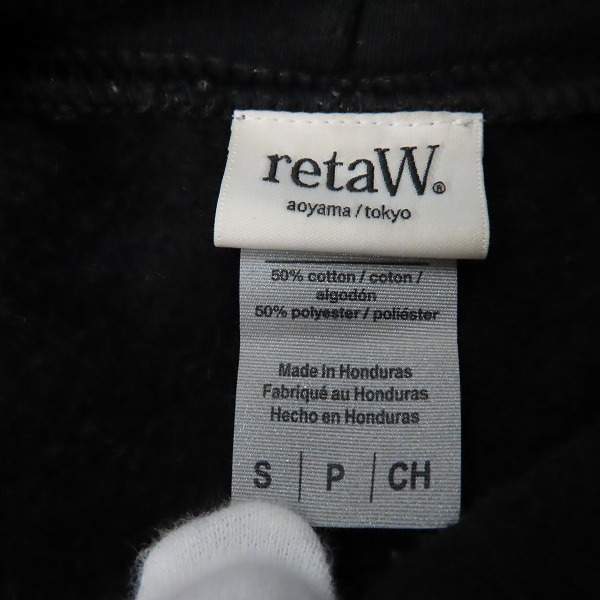 retaW®
aoyama / tokyo
50% cotton / coton /
algodón
50% polyester / poliéster
Made in Honduras
Fabriqué au Honduras
Hecho en Honduras
S | P | CH